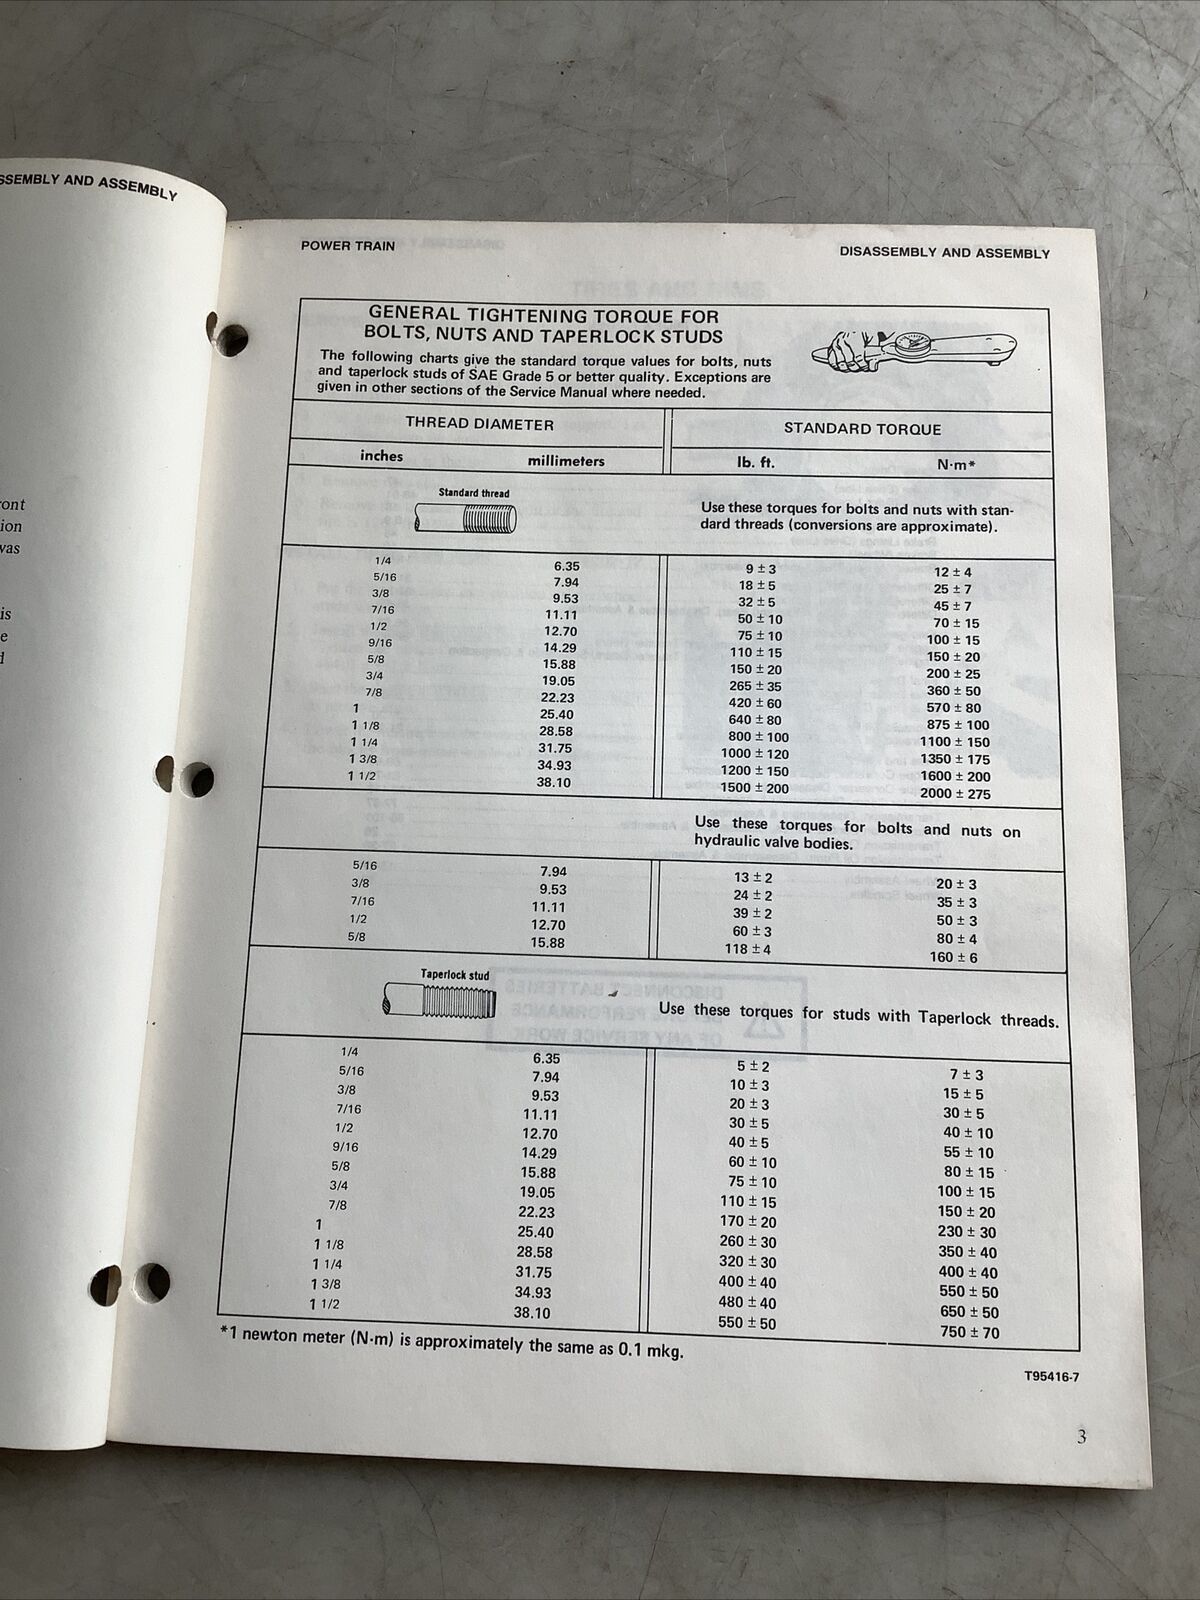 SSEMBLY AND ASSEMBLY
ront
ion
was
is
e
d
POWER TRAIN
DISASSEMBLY AND ASSEMBLY
GENERAL TIGHTENING TORQUE FOR
BOLTS, NUTS AND TAPERLOCK STUDS
The following charts give the standard torque values for bolts, nuts
and taperlock studs of SAE Grade 5 or better quality. Exceptions are
given in other sections of the Service Manual where needed.
THREAD DIAMETER STANDARD TORQUE
inches millimeters lb. ft. N·m*
Standard thread
Use these torques for bolts and nuts with stan-
dard threads (conversions are approximate).
1/4 6.35 9 ± 3 12 ± 4
5/16 7.94 18 ± 5 25 ± 7
3/8 9.53 32 ± 5 45 ± 7
7/16 11.11 50 ± 10 70 ± 15
1/2 12.70 75 ± 10 100 ± 15
9/16 14.29 110 ± 15 150 ± 20
5/8 15.88 150 ± 20 200 ± 25
3/4 19.05 265 ± 35 360 ± 50
7/8 22.23 420 ± 60 570 ± 80
1 25.40 640 ± 80 875 ± 100
1 1/8 28.58 800 ± 100 1100 ± 150
1 1/4 31.75 1000 ± 120 1350 ± 175
1 3/8 34.93 1200 ± 150 1600 ± 200
1 1/2 38.10 1500 ± 200 2000 ± 275
Use these torques for bolts and nuts on
hydraulic valve bodies.
5/16 7.94 13 ± 2 20 ± 3
3/8 9.53 24 ± 2 35 ± 3
7/16 11.11 39 ± 2 50 ± 3
1/2 12.70 60 ± 3 80 ± 4
5/8 15.88 118 ± 4 160 ± 6
Taperlock stud
Use these torques for studs with Taperlock threads.
1/4 6.35 5 ± 2 7 ± 3
5/16 7.94 10 ± 3 15 ± 5
3/8 9.53 20 ± 3 30 ± 5
7/16 11.11 30 ± 5 40 ± 10
1/2 12.70 40 ± 5 55 ± 10
9/16 14.29 60 ± 10 80 ± 15
5/8 15.88 75 ± 10 100 ± 15
3/4 19.05 110 ± 15 150 ± 20
7/8 22.23 170 ± 20 230 ± 30
1 25.40 260 ± 30 350 ± 40
1 1/8 28.58 320 ± 30 400 ± 40
1 1/4 31.75 400 ± 40 550 ± 50
1 3/8 34.93 480 ± 40 650 ± 50
1 1/2 38.10 550 ± 50 750 ± 70
*1 newton meter (N·m) is approximately the same as 0.1 mkg.
T95416-7
3